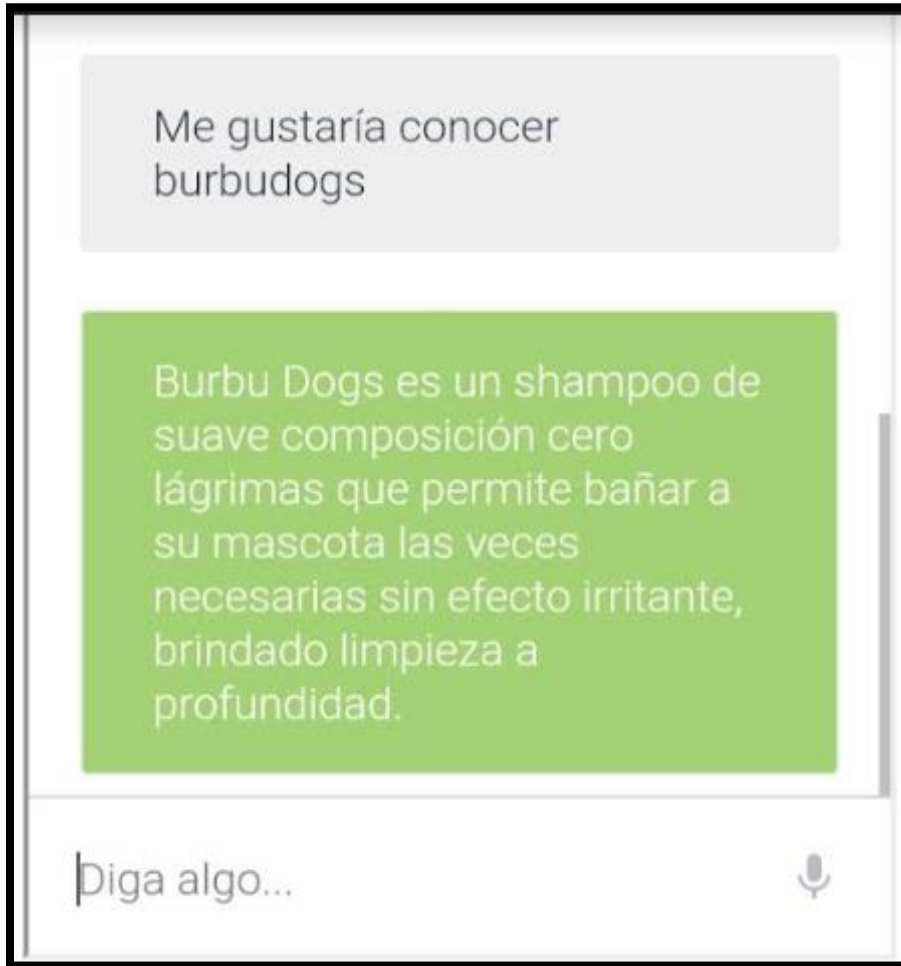 Me gustaría conocer
burbudogs
Burbu Dogs es un shampoo de
suave composición cero
lágrimas que permite bañar a
su mascota las veces
necesarias sin efecto irritante,
brindado limpieza a
profundidad.
Diga algo...